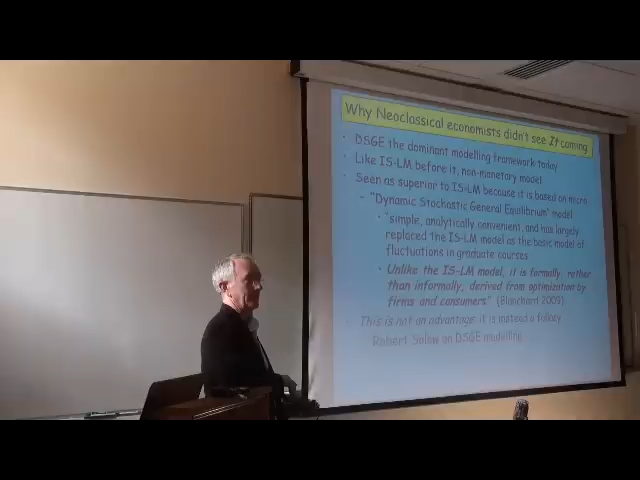 Why Neoclassical economists didn't see It coming
• DSGE the dominant modelling framework today
• Like IS-LM before it, non-monetary model
• Seen as superior to IS-LM because it is based on micro
– "Dynamic Stochastic General Equilibrium" model
• "simple, analytically convenient, and has largely
replaced the IS-LM model as the basic model of
fluctuations in graduate courses
• Unlike the IS-LM model, it is formally, rather
than informally, derived from optimization by
firms and consumers" (Blanchard 2009)
This is not an advantage: it is instead a fallacy
Robert Solow on DSGE modelling